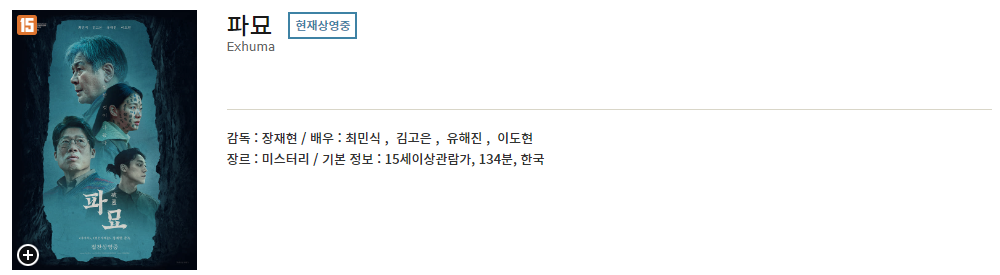 15
파묘
현재상영중
Exhuma
감독 : 장재현 / 배우 : 최민식 , 김고은 , 유해진 , 이도현
장르 : 미스터리 / 기본 정보 : 15세이상관람가, 134분, 한국
파
묘